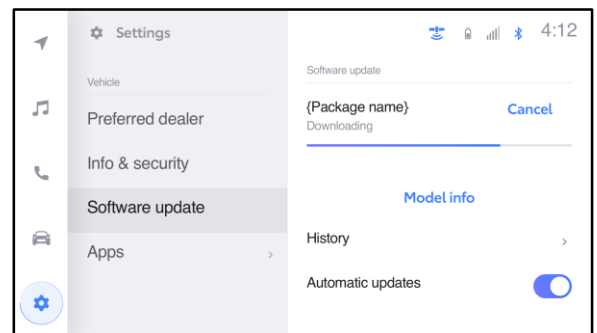 Settings
4:12
Vehicle
Preferred dealer
Info & security
Software update
Apps
Software update
{Package name}
Cancel
Downloading
Model info
History
Automatic updates